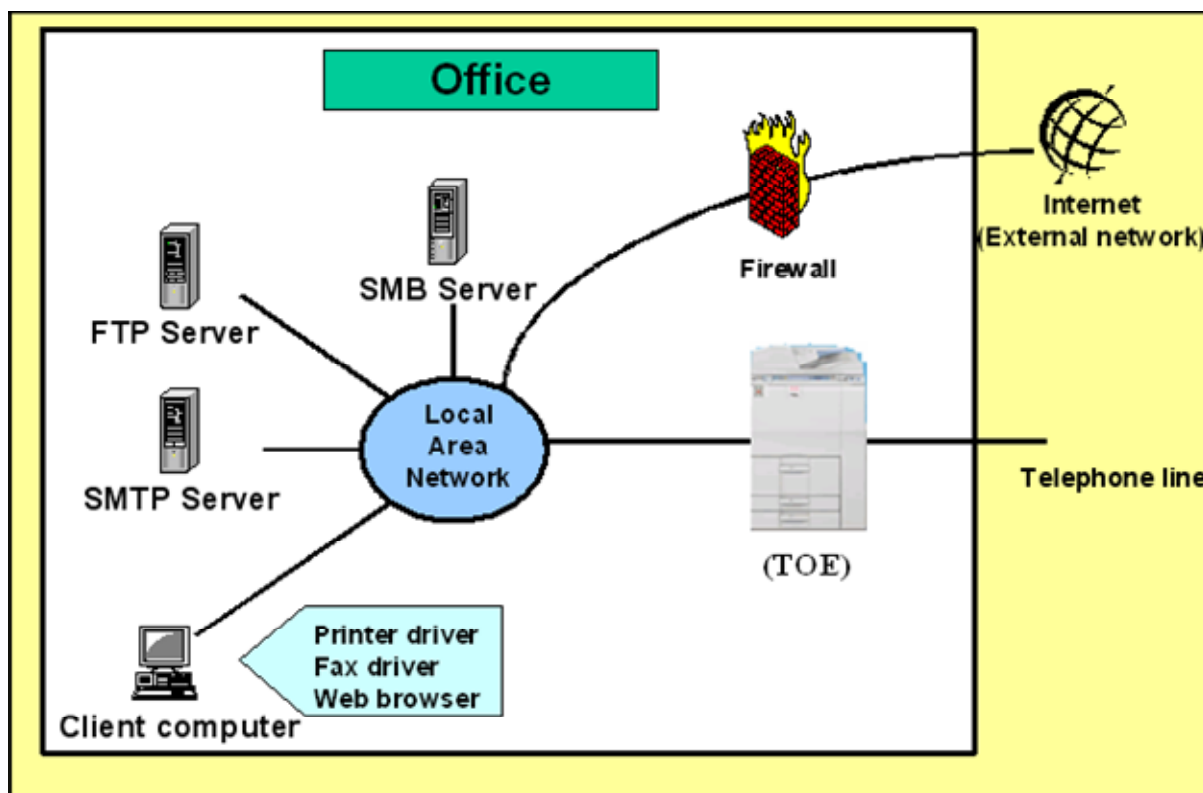 Office
Internet
(External network)
Firewall
SMB Server
FTP Server
Local
Area
Network
SMTP Server
Telephone line
(TOE)
Printer driver
Fax driver
Web browser
Client computer